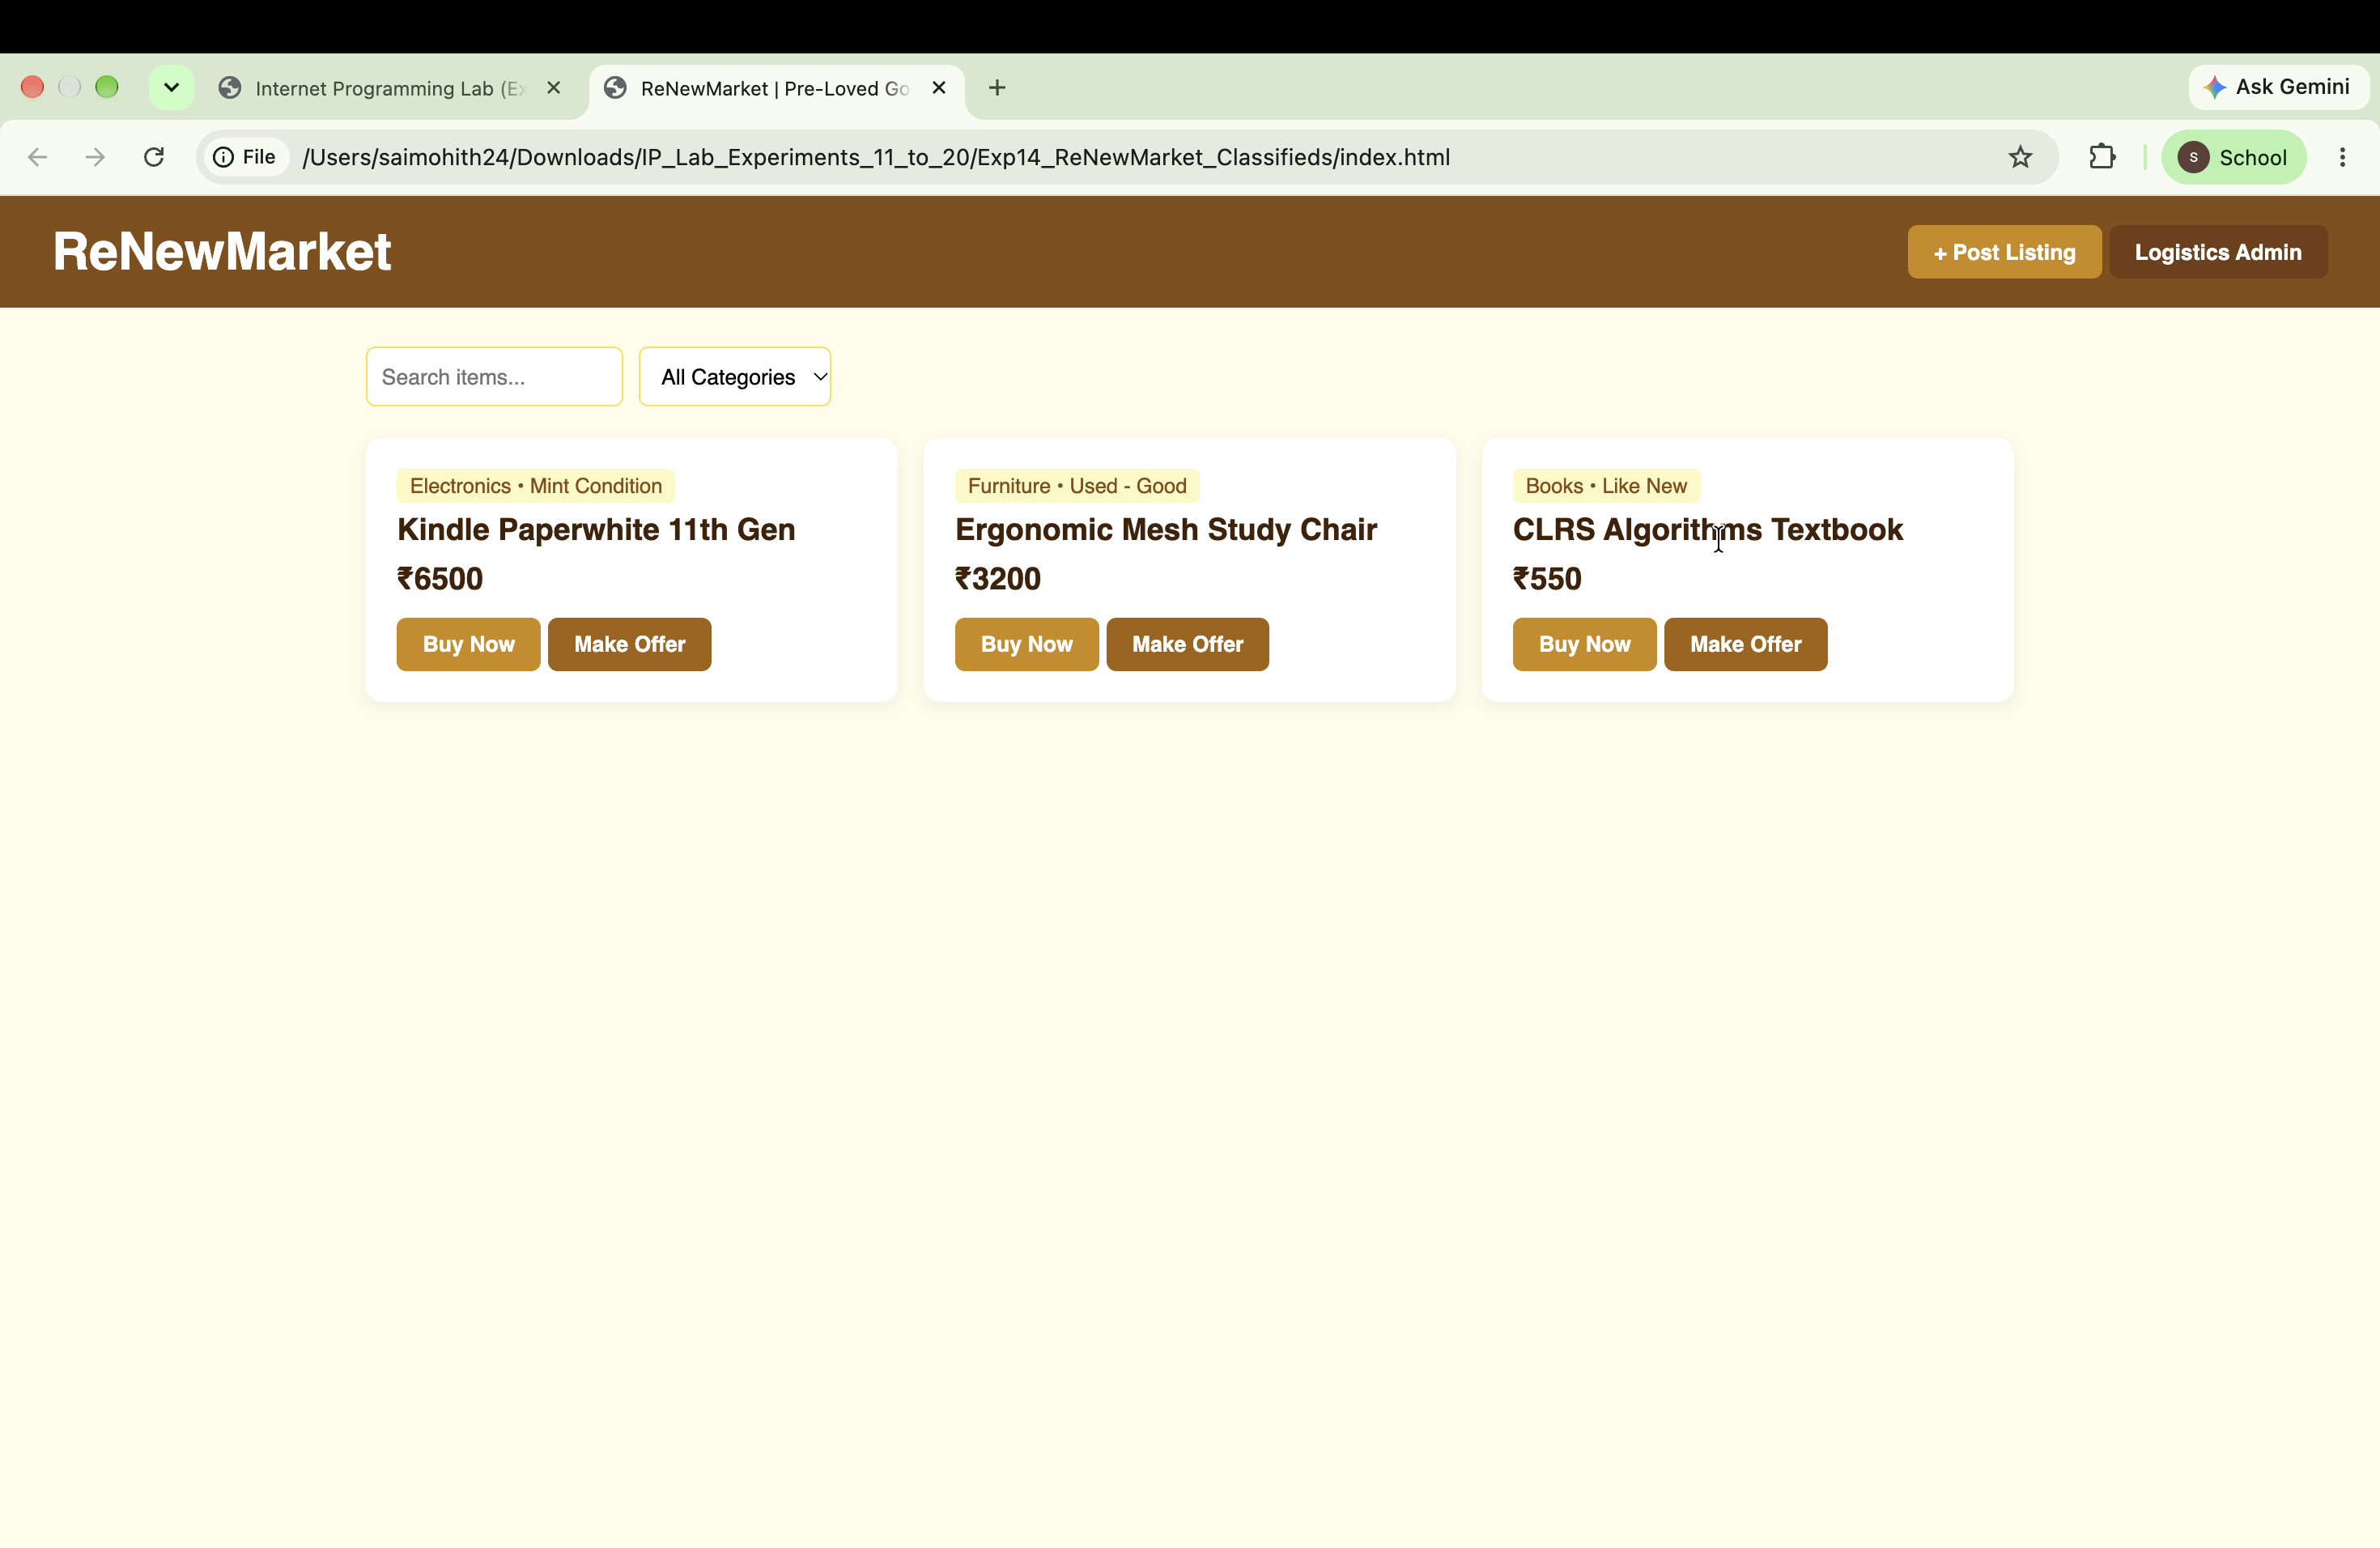 Internet Programming Lab (Ex
ReNewMarket | Pre-Loved Go
Ask Gemini
File
/Users/saimohith24/Downloads/IP_Lab_Experiments_11_to_20/Exp14_ReNewMarket_Classifieds/index.html
S
School
ReNewMarket
+ Post Listing
Logistics Admin
Search items...
All Categories
Electronics • Mint Condition
Kindle Paperwhite 11th Gen
₹6500
Buy Now
Make Offer
Furniture • Used - Good
Ergonomic Mesh Study Chair
₹3200
Buy Now
Make Offer
Books • Like New
CLRS Algorithms Textbook
₹550
Buy Now
Make Offer